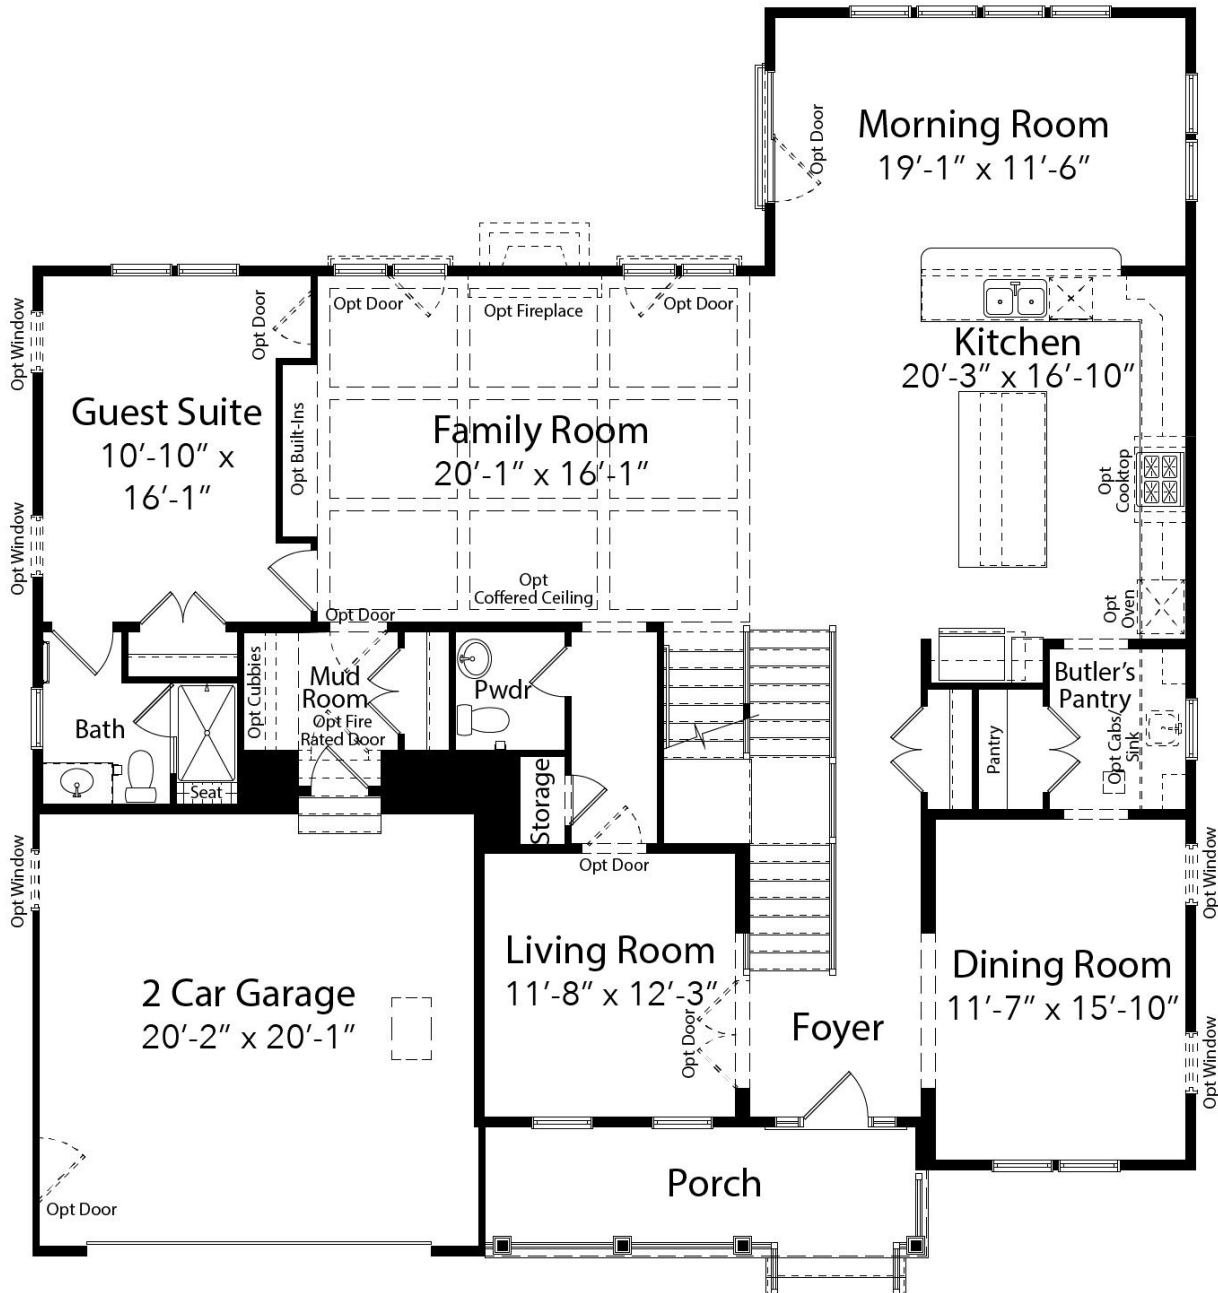 Morning Room
19'-1" x 11'-6"
Opt Door
Opt Window
Opt Door
Opt Door
Opt Fireplace
Opt Door
Kitchen
20'-3" x 16'-10"
Guest Suite
10'-10" x
16'-1"
Opt Built-Ins
Family Room
20'-1" x 16'-1"
Opt
Cooktop
Opt Window
Opt
Coffered Ceiling
Opt
Oven
Opt Door
Opt Cubbies
Mud
Room
Opt Fire
Rated Door
Pwdr
Butler's
Pantry
Bath
Seat
Pantry
Opt Cabs/
Sink
Storage
Opt Window
Opt Door
Opt Window
Living Room
11'-8" x 12'-3"
Dining Room
11'-7" x 15'-10"
2 Car Garage
20'-2" x 20'-1"
Opt Door
Foyer
Opt Window
Porch
Opt Door